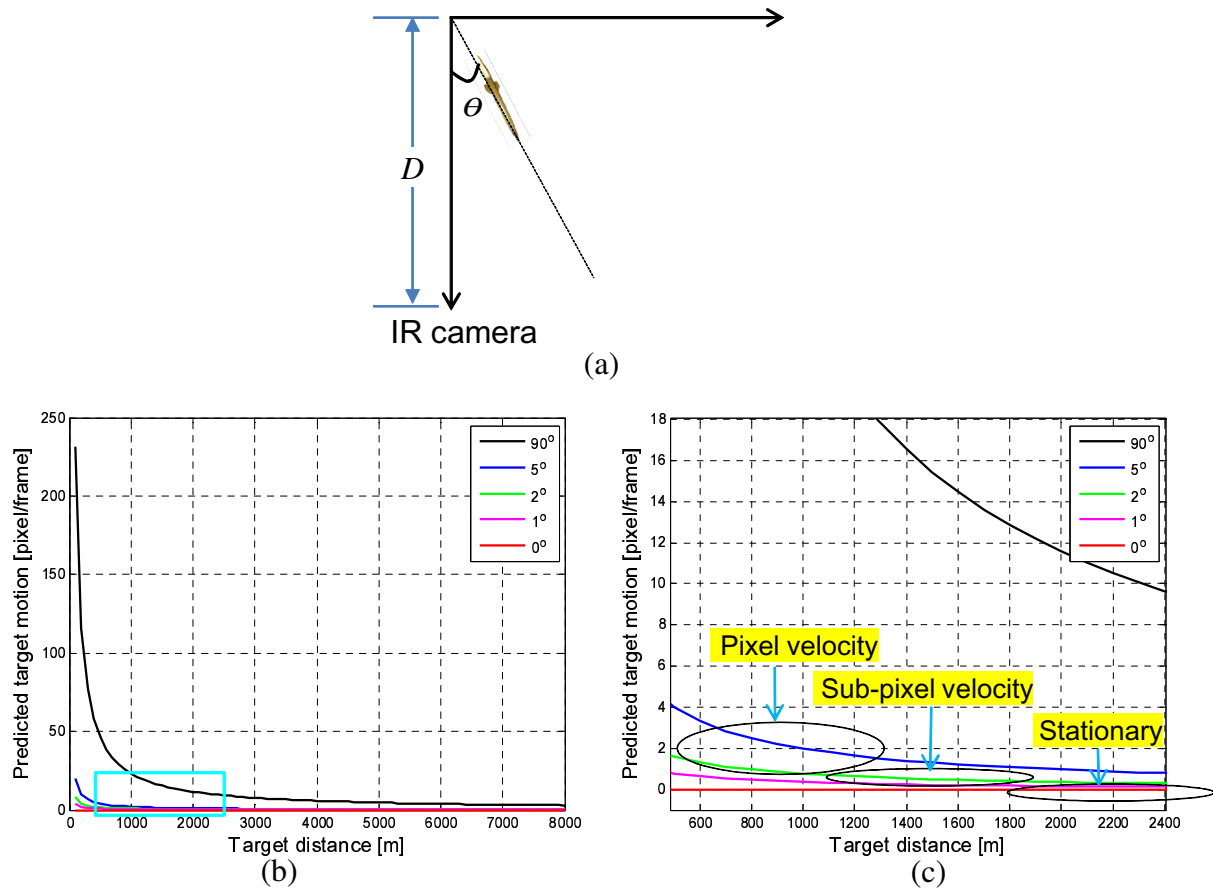 D
θ
IR camera
(a)
Predicted target motion [pixel/frame]
250
200
150
100
50
0
0 1000 2000 3000 4000 5000 6000 7000 8000
Target distance [m]
90°
5°
2°
1°
0°
(b)
Predicted target motion [pixel/frame]
18
16
14
12
10
8
6
4
2
0
600 800 1000 1200 1400 1600 1800 2000 2200 2400
Target distance [m]
90°
5°
2°
1°
0°
Pixel velocity
Sub-pixel velocity
Stationary
(c)